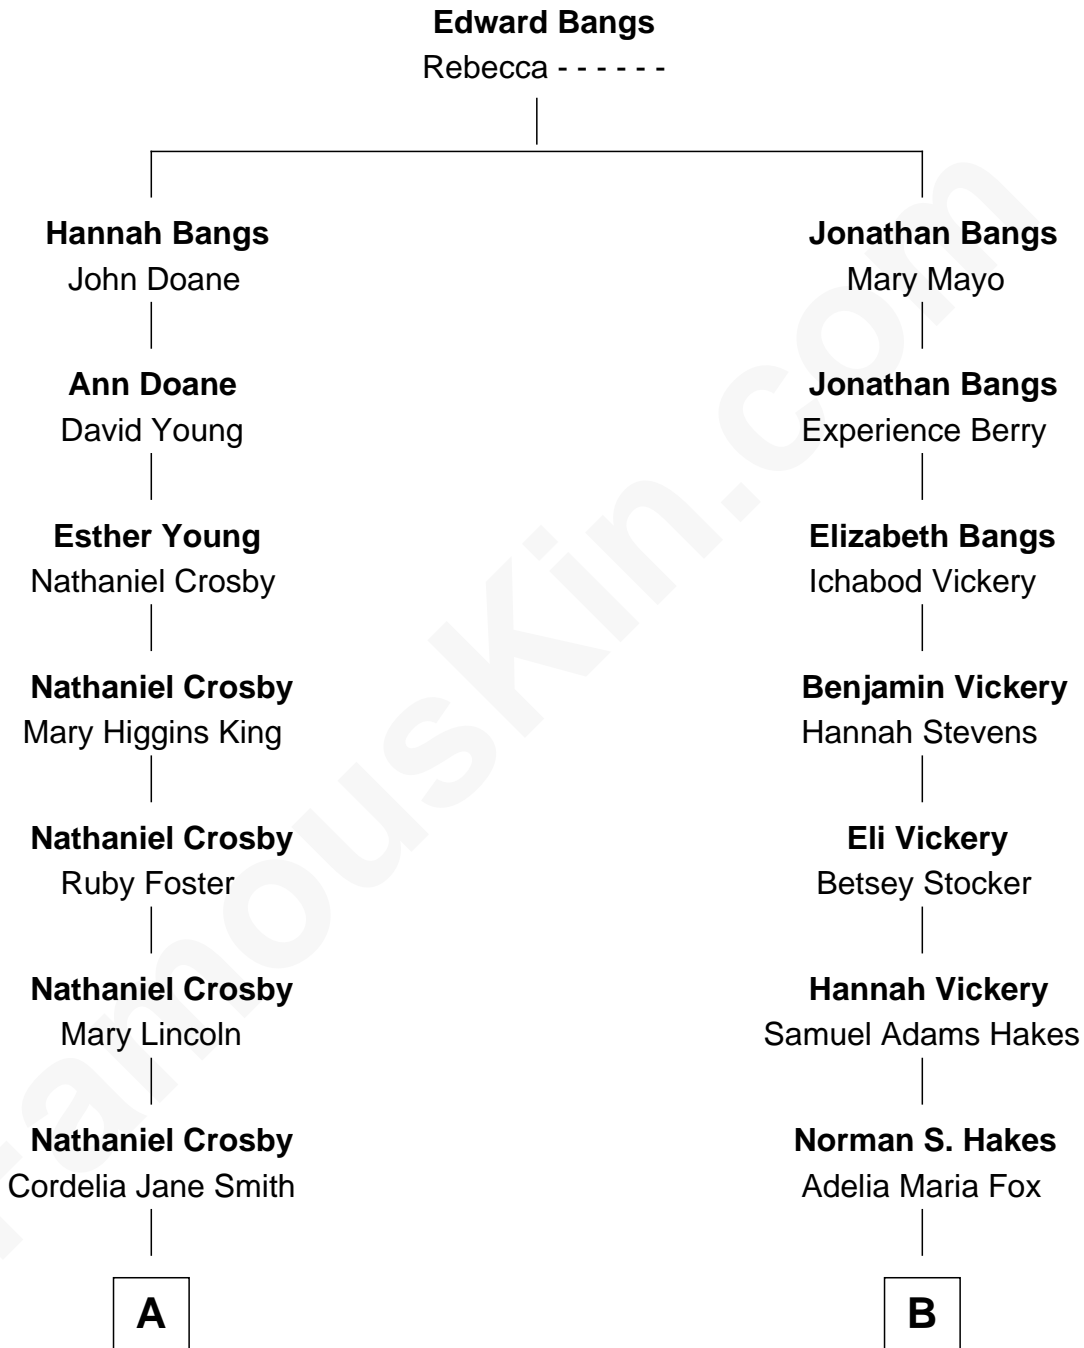 Edward Bangs
Rebecca - - - - - -
Hannah Bangs
John Doane
Ann Doane
David Young
Esther Young
Nathaniel Crosby
Nathaniel Crosby
Mary Higgins King
Nathaniel Crosby
Ruby Foster
Nathaniel Crosby
Mary Lincoln
Nathaniel Crosby
Cordelia Jane Smith
A
Jonathan Bangs
Mary Mayo
Jonathan Bangs
Experience Berry
Elizabeth Bangs
Ichabod Vickery
Benjamin Vickery
Hannah Stevens
Eli Vickery
Betsey Stocker
Hannah Vickery
Samuel Adams Hakes
Norman S. Hakes
Adelia Maria Fox
B
FamousKin.com